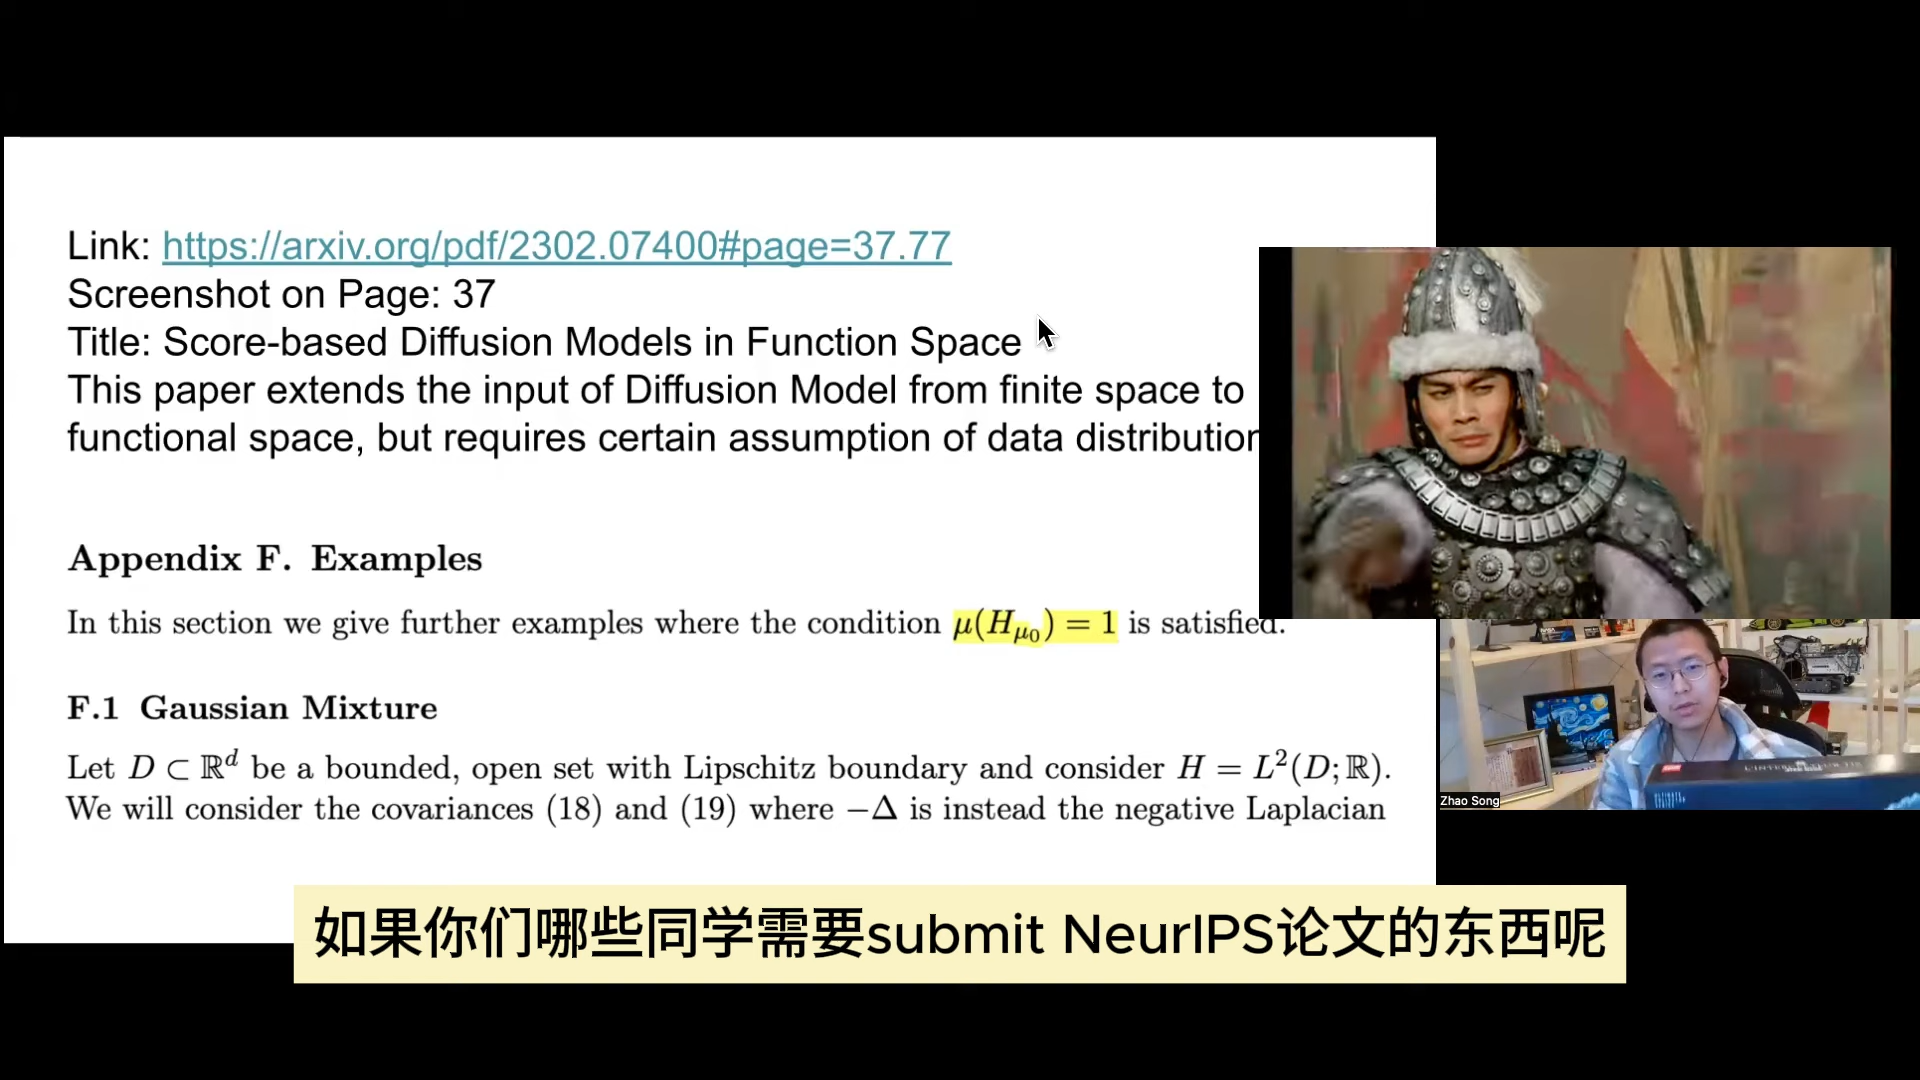 Link: https://arxiv.org/pdf/2302.07400#page=37.77
Screenshot on Page: 37
Title: Score-based Diffusion Models in Function Space
This paper extends the input of Diffusion Model from finite space to
functional space, but requires certain assumption of data distribution
Appendix F. Examples
In this section we give further examples where the condition μ(H_{μ_0}) = 1 is satisfied.
F.1 Gaussian Mixture
Let D ⊂ ℝ^d be a bounded, open set with Lipschitz boundary and consider H = L²(D; ℝ).
We will consider the covariances (18) and (19) where −Δ is instead the negative Laplacian
Zhao Song
如果你们哪些同学需要submit NeurIPS论文的东西呢